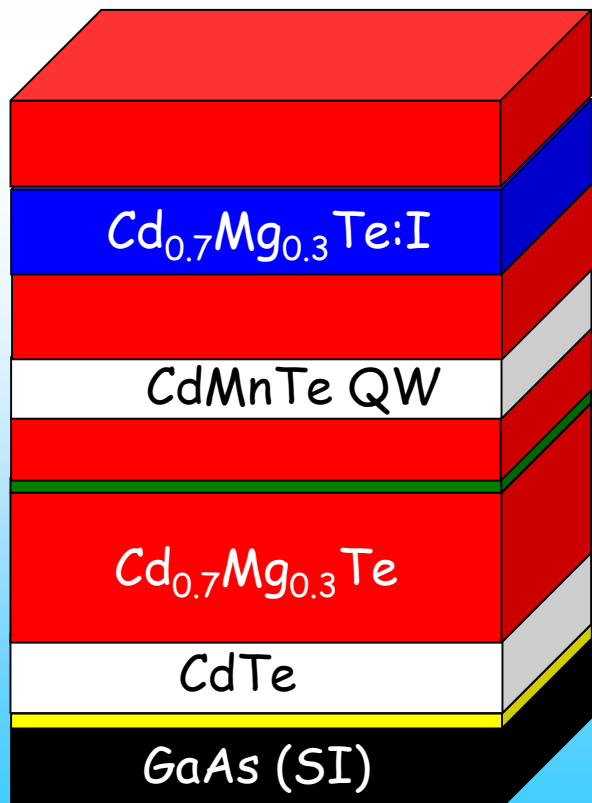 Cd₀.₇Mg₀.₃Te:I
CdMnTe QW
Cd₀.₇Mg₀.₃Te
CdTe
GaAs (SI)